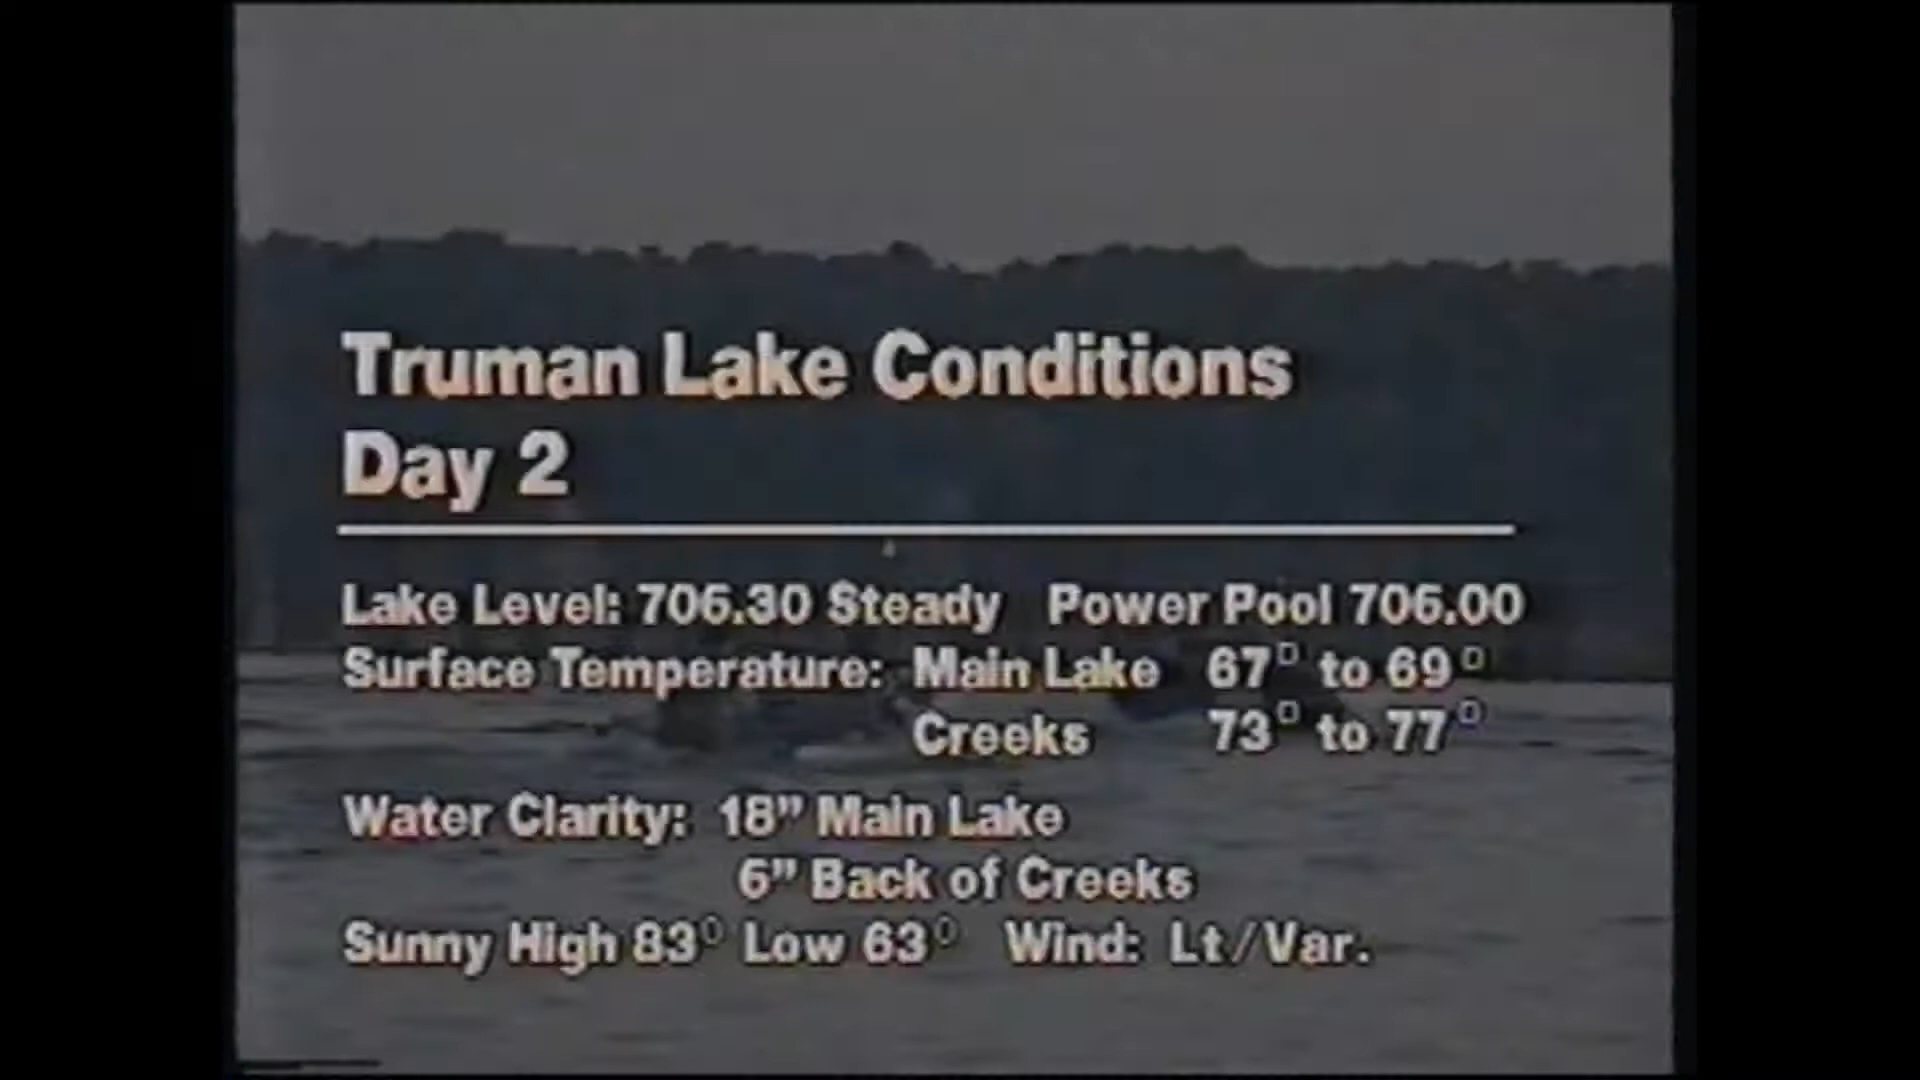 Truman Lake Conditions
Day 2
Lake Level: 706.30 Steady Power Pool 706.00
Surface Temperature: Main Lake 67° to 69°
Creeks 73° to 77°
Water Clarity: 18” Main Lake
6” Back of Creeks
Sunny High 83° Low 63° Wind: Lt/Var.